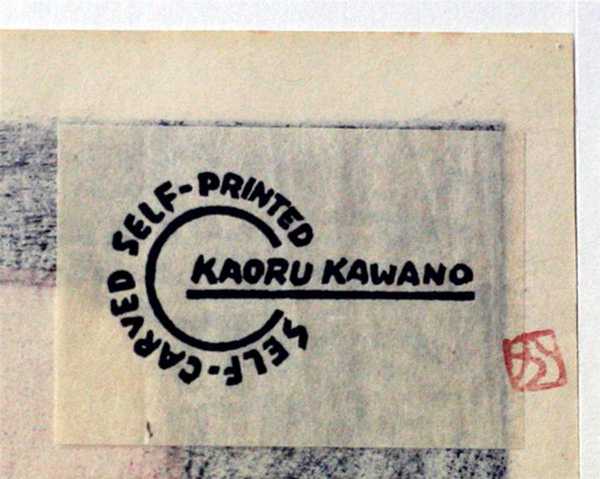 SELF-CARVED SELF-PRINTED
KAORU KAWANO